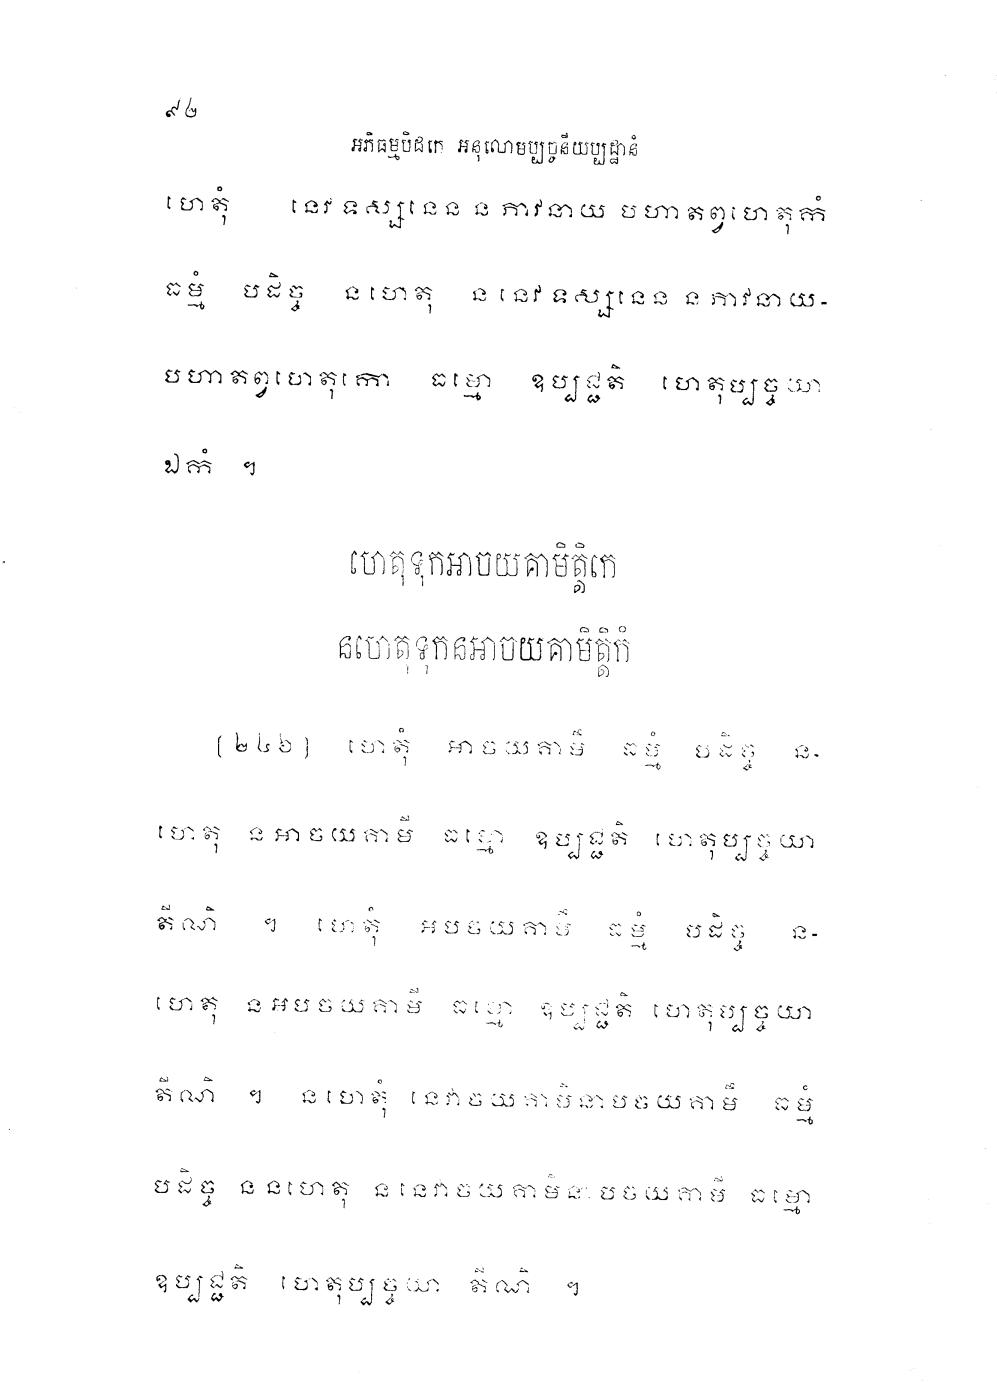 ៩៤
អភិធម្មបិដកេ អនុលោមប្បច្ចនីយប្បដ្ឋានំ
ហេតុំ នេវទស្សនេន ន ភាវនាយ បហាតព្វហេតុកំ
ធម្មំ បដិច្ច ន ហេតុ ន នេវទស្សនេន ន ភាវនាយ-
បហាតព្វហេតុកោ ធម្មោ ឧប្បជ្ជតិ ហេតុប្បច្ចយា
ឯកំ ។
ហេតុទុកអាចយគាមិត្តិកេ
នហេតុទុកនអាចយគាមិត្តិកំ
[២៤៦] ហេតុំ អាចយគាមឹ ធម្មំ បដិច្ច ន-
ហេតុ នអាចយគាមី ធម្មោ ឧប្បជ្ជតិ ហេតុប្បច្ចយា
តីណិ ។ ហេតុំ អបចយគាមឹ ធម្មំ បដិច្ច ន-
ហេតុ នអបចយគាមី ធម្មោ ឧប្បជ្ជតិ ហេតុប្បច្ចយា
តីណិ ។ នហេតុំ នេវាចយគាមិនាបចយគាមឹ ធម្មំ
បដិច្ច ននហេតុ ននេវាចយគាមិនាបចយគាមី ធម្មោ
ឧប្បជ្ជតិ ហេតុប្បច្ចយា តីណិ ។